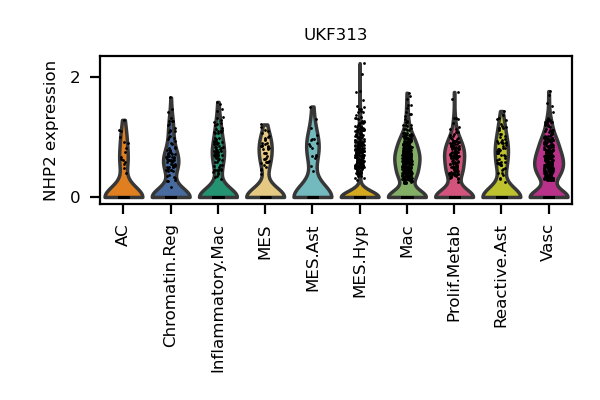 UKF313
NHP2 expression
2
0
AC
Chromatin.Reg
Inflammatory.Mac
MES
MES.Ast
MES.Hyp
Mac
Prolif.Metab
Reactive.Ast
Vasc